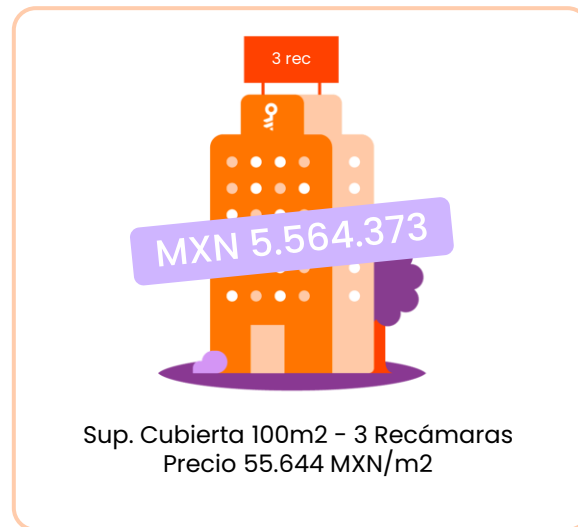 3 rec
MXN 5.564.373
Sup. Cubierta 100m2 - 3 Recámaras
Precio 55.644 MXN/m2